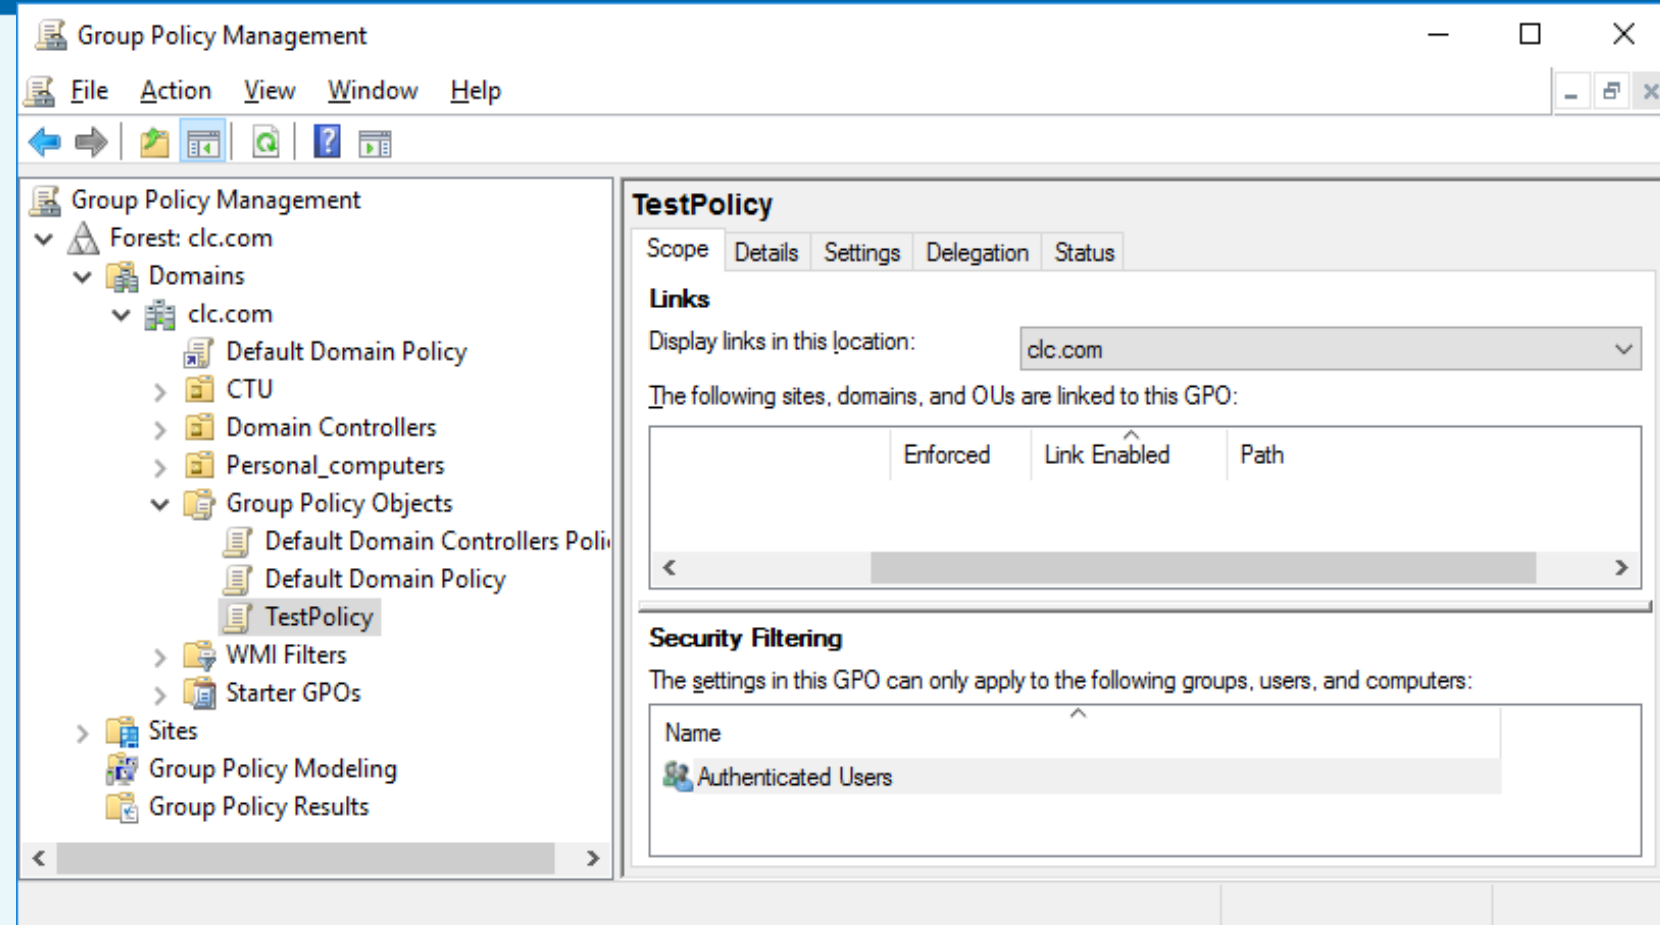 Group Policy Management
File Action View Window Help
Group Policy Management
Forest: clc.com
Domains
clc.com
Default Domain Policy
CTU
Domain Controllers
Personal_computers
Group Policy Objects
Default Domain Controllers Poli
Default Domain Policy
TestPolicy
WMI Filters
Starter GPOs
Sites
Group Policy Modeling
Group Policy Results
TestPolicy
Scope Details Settings Delegation Status
Links
Display links in this location: clc.com
The following sites, domains, and OUs are linked to this GPO:
Enforced Link Enabled Path
Security Filtering
The settings in this GPO can only apply to the following groups, users, and computers:
Name
Authenticated Users